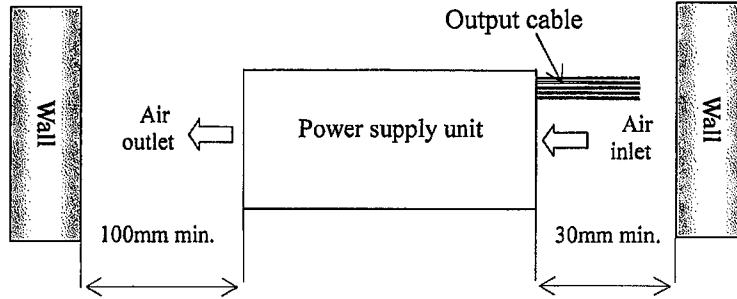 Output cable
Wall
Air
outlet
Power supply unit
Air
inlet
Wall
100mm min.
30mm min.